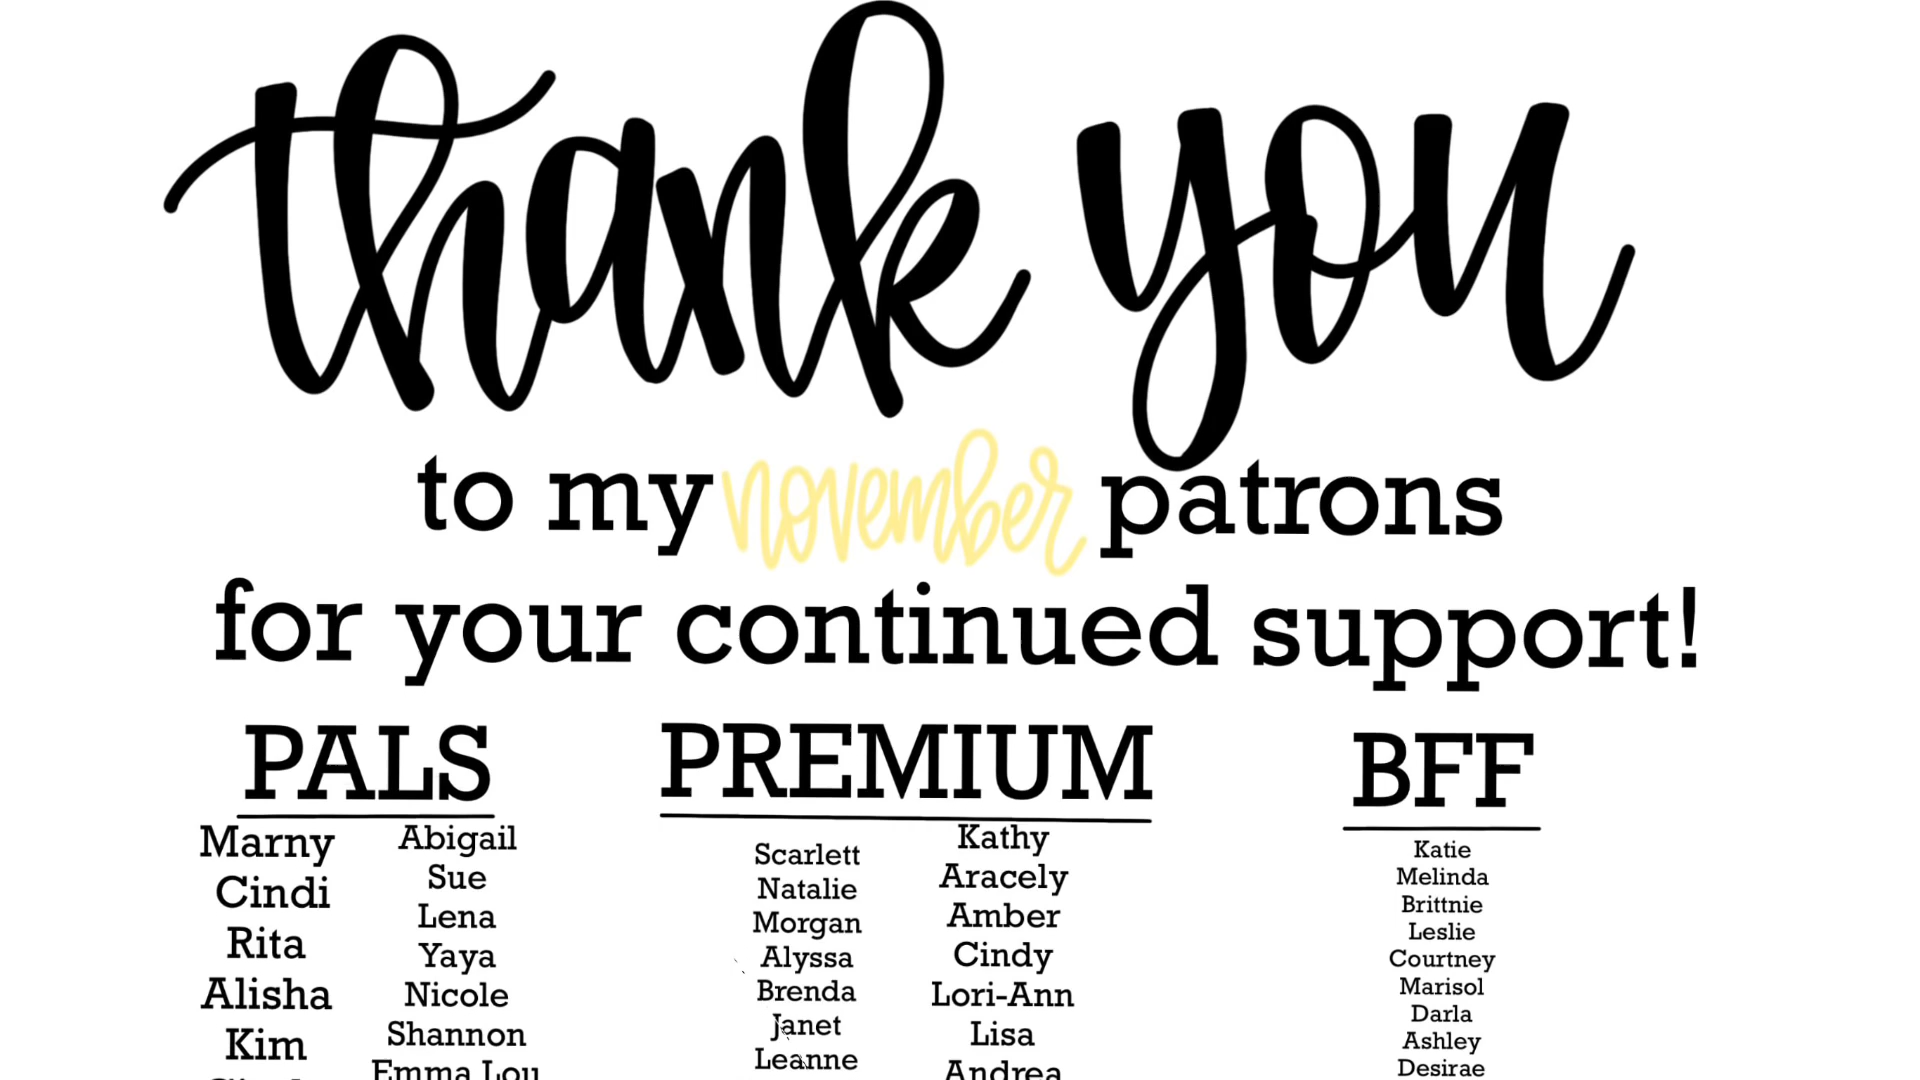 thank you
to my november patrons
for your continued support!
PALS
Marny
Cindi
Rita
Alisha
Kim
Abigail
Sue
Lena
Yaya
Nicole
Shannon
Emma Lou
PREMIUM
Scarlett
Natalie
Morgan
Alyssa
Brenda
Janet
Leanne
Kathy
Aracely
Amber
Cindy
Lori-Ann
Lisa
Andrea
BFF
Katie
Melinda
Brittnie
Leslie
Courtney
Marisol
Darla
Ashley
Desirae